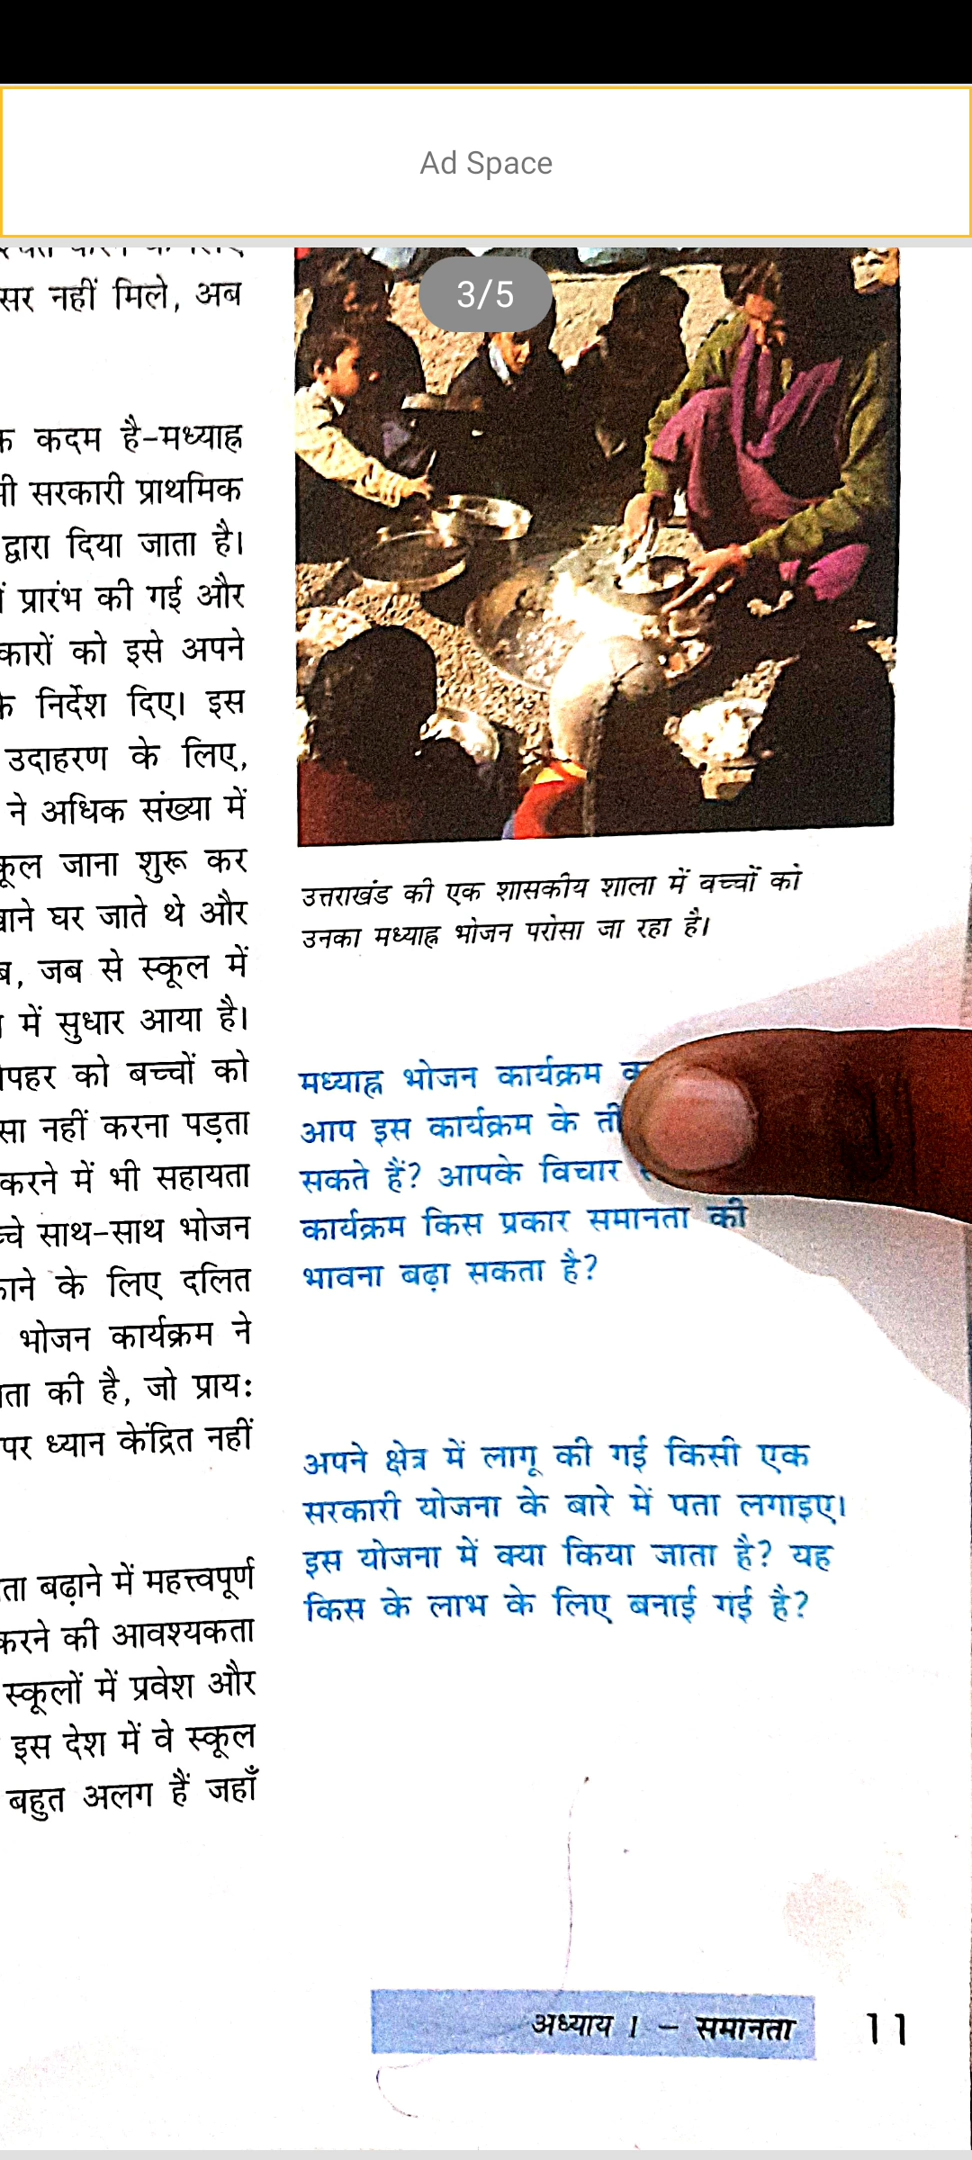 Ad Space
3/5
सर नहीं मिले, अब
कदम है-मध्याह्न
सरकारी प्राथमिक
द्वारा दिया जाता है।
प्रारंभ की गई और
कारों को इसे अपने
निर्देश दिए। इस
उदाहरण के लिए,
ने अधिक संख्या में
कूल जाना शुरू कर
खाने घर जाते थे और
ब, जब से स्कूल में
में सुधार आया है।
पहर को बच्चों को
सा नहीं करना पड़ता
करने में भी सहायता
च्चे साथ-साथ भोजन
के लिए दलित
भोजन कार्यक्रम ने
ता की है, जो प्राय:
पर ध्यान केंद्रित नहीं
ता बढ़ाने में महत्त्वपूर्ण
करने की आवश्यकता
स्कूलों में प्रवेश और
इस देश में वे स्कूल
बहुत अलग हैं जहाँ
उत्तराखंड की एक शासकीय शाला में बच्चों को
उनका मध्याह्न भोजन परोसा जा रहा है।
मध्याह्न भोजन कार्यक्रम
आप इस कार्यक्रम के
सकते हैं? आपके विचार
कार्यक्रम किस प्रकार समानता की
भावना बढ़ा सकता है?
अपने क्षेत्र में लागू की गई किसी एक
सरकारी योजना के बारे में पता लगाइए।
इस योजना में क्या किया जाता है? यह
किस के लाभ के लिए बनाई गई है?
अध्याय 1 - समानता 11